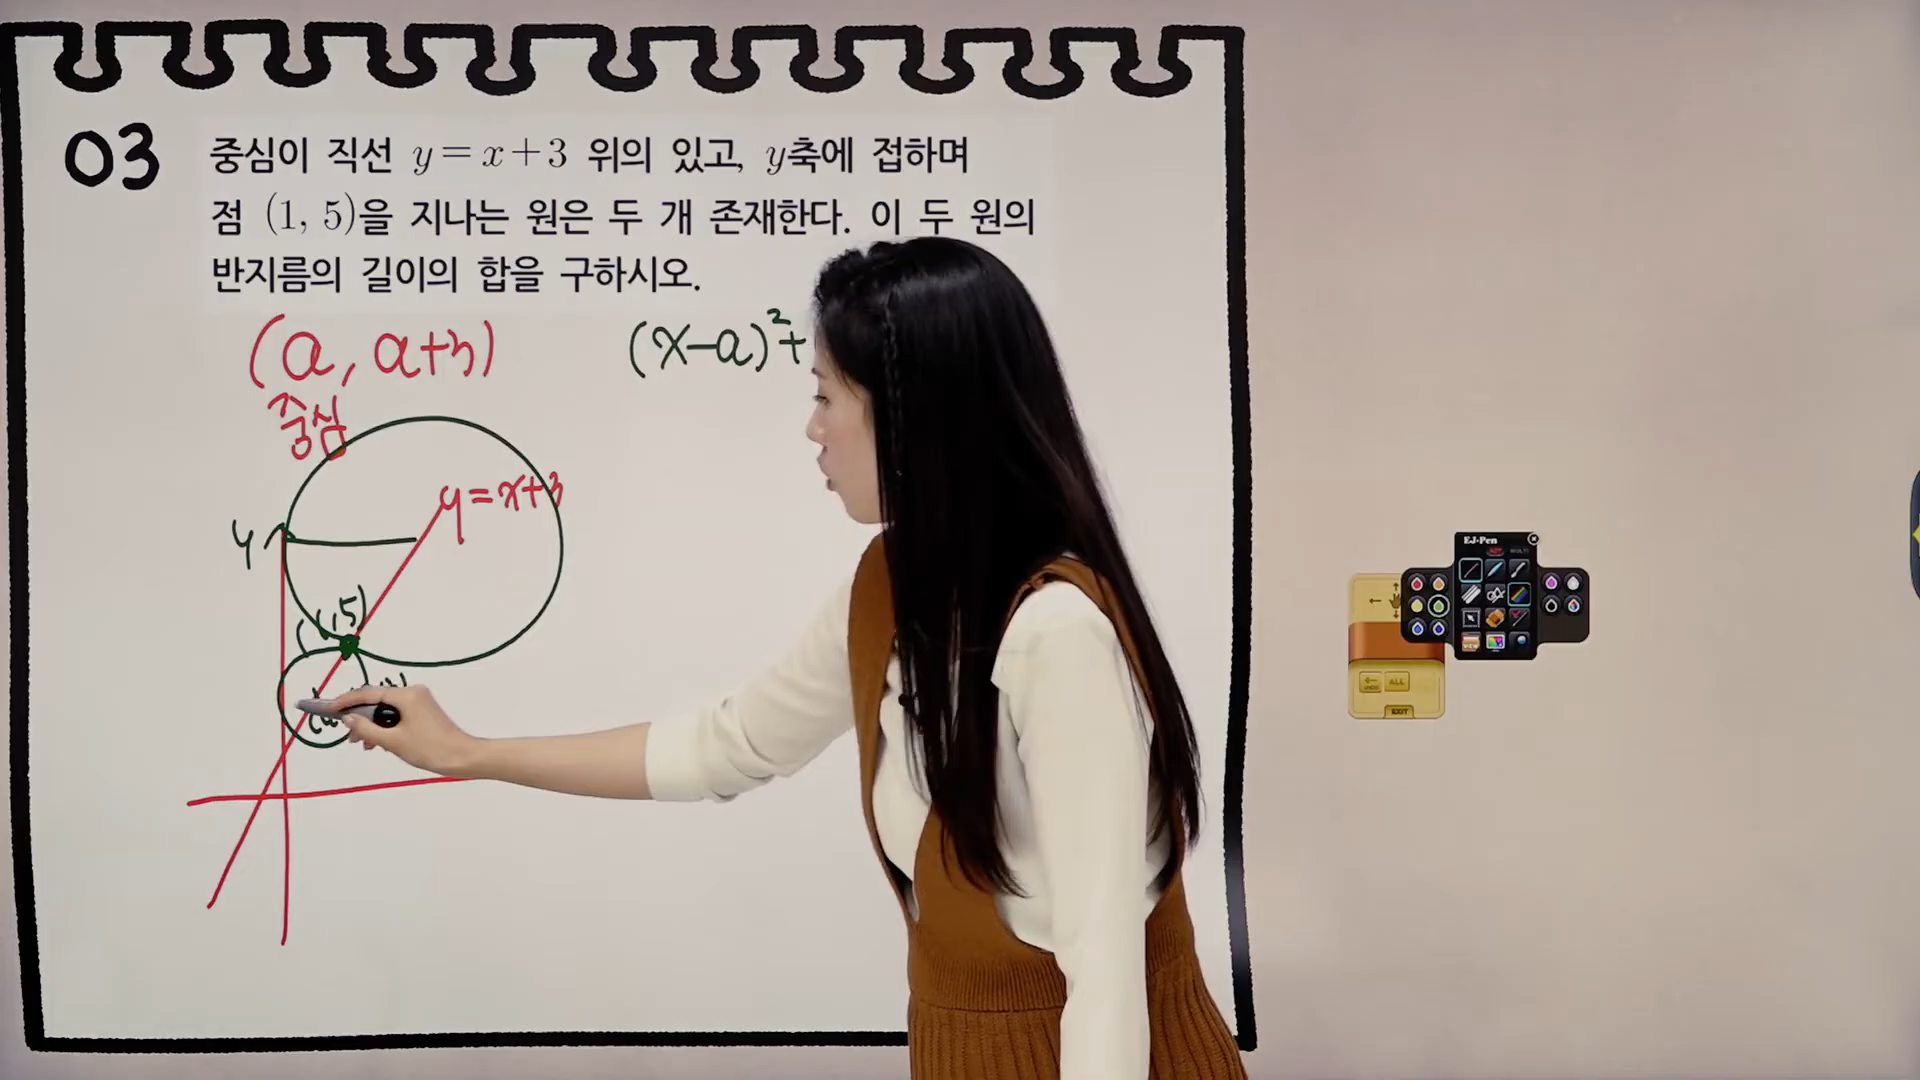 03
중심이 직선 y=x+3 위의 있고, y축에 접하며
점 (1, 5)을 지나는 원은 두 개 존재한다. 이 두 원의
반지름의 길이의 합을 구하시오.
(a, a+3)
(x-a)²+
중심
y=x+3
y
(1,5)
EJ-Pen
ALL
EXIT